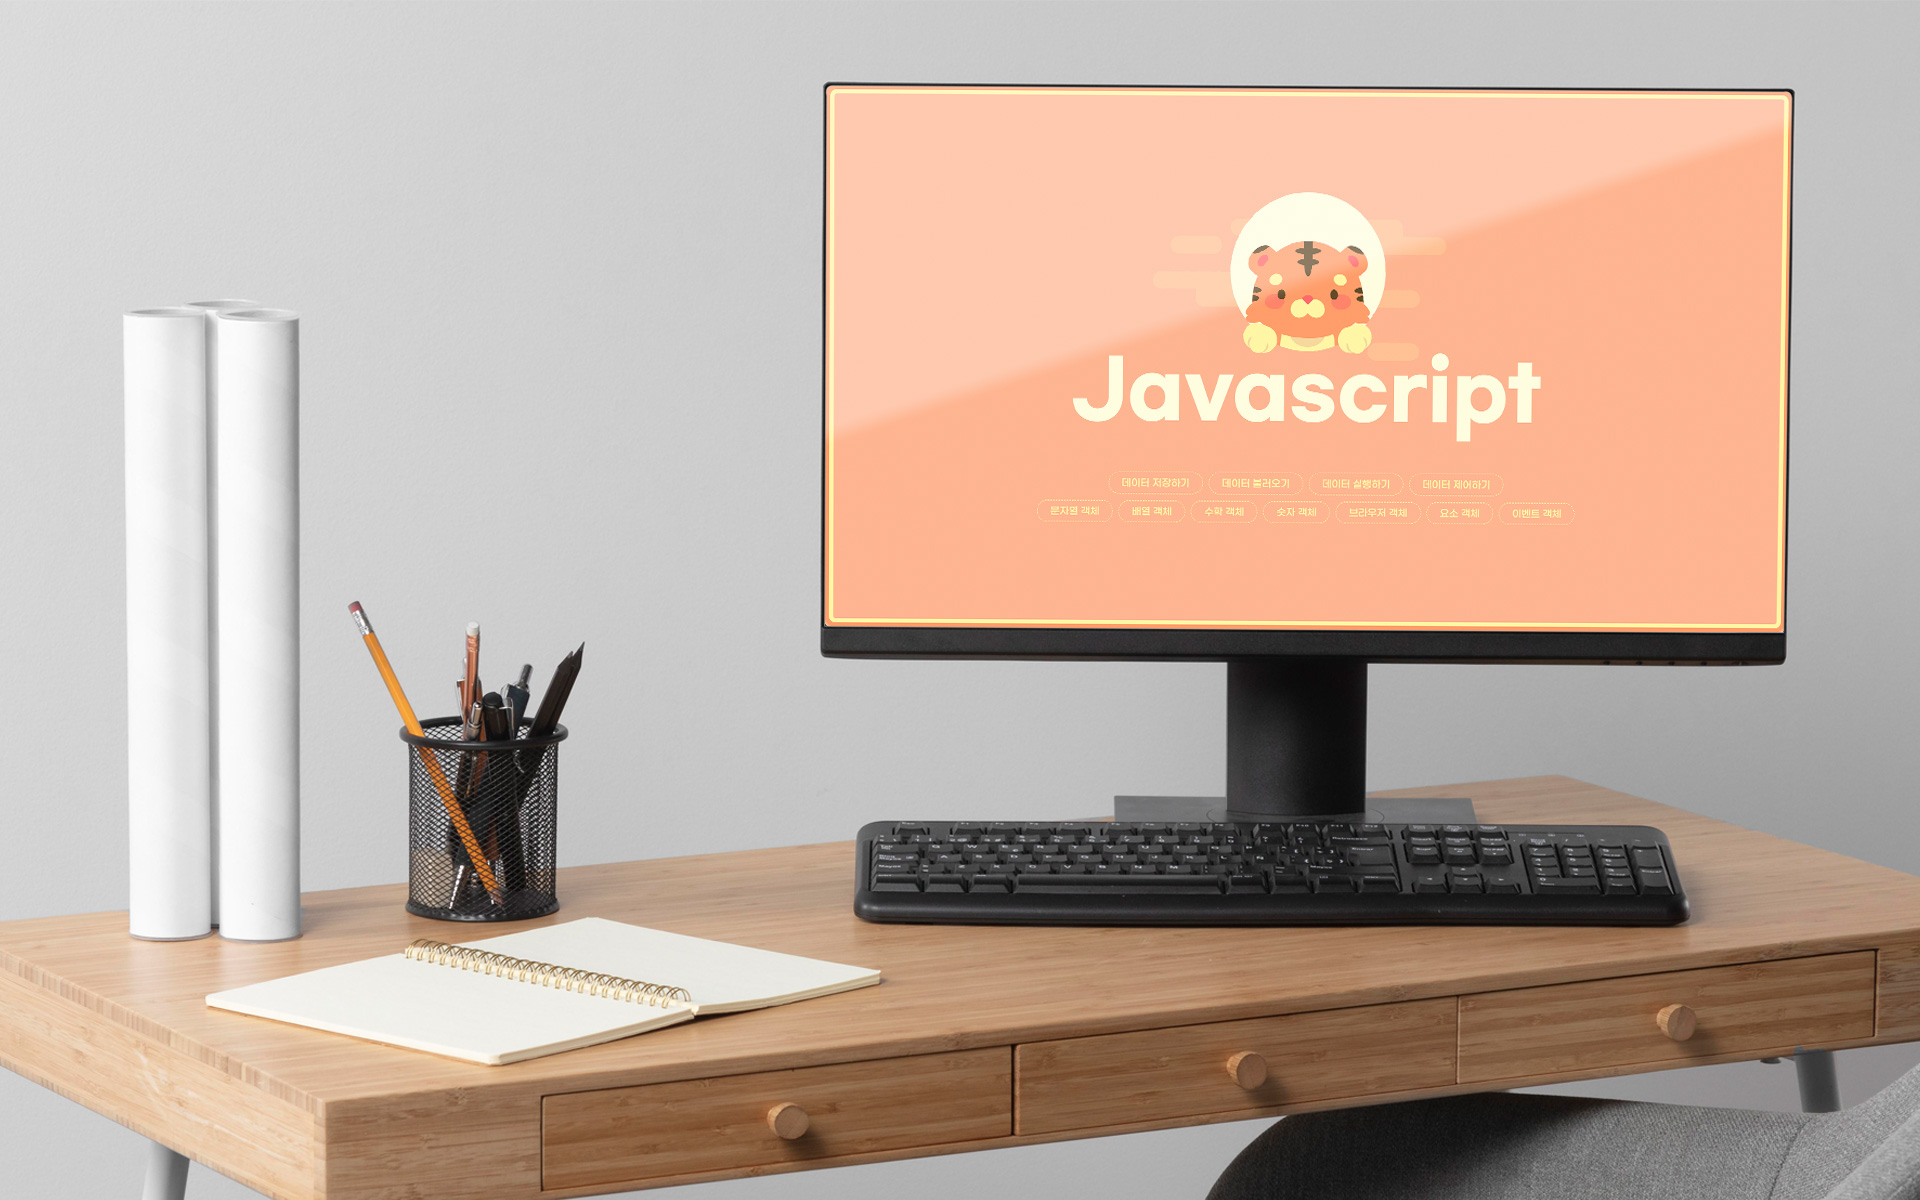 Javascript
데이터 저장하기 데이터 불러오기 데이터 실행하기 데이터 제어하기
문자열 객체 배열 객체 수학 객체 숫자 객체 브라우저 객체 요소 객체 이벤트 객체